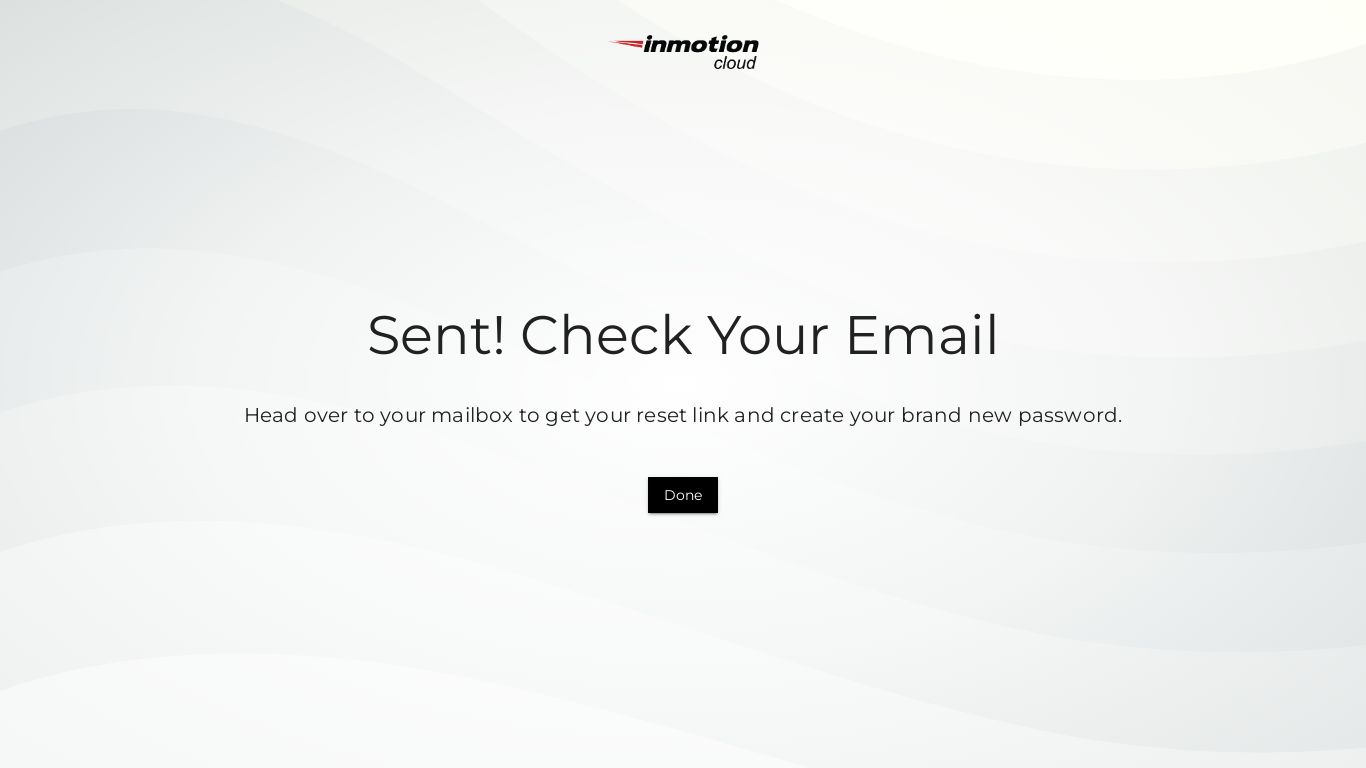 inmotion
cloud
Sent! Check Your Email
Head over to your mailbox to get your reset link and create your brand new password.
Done